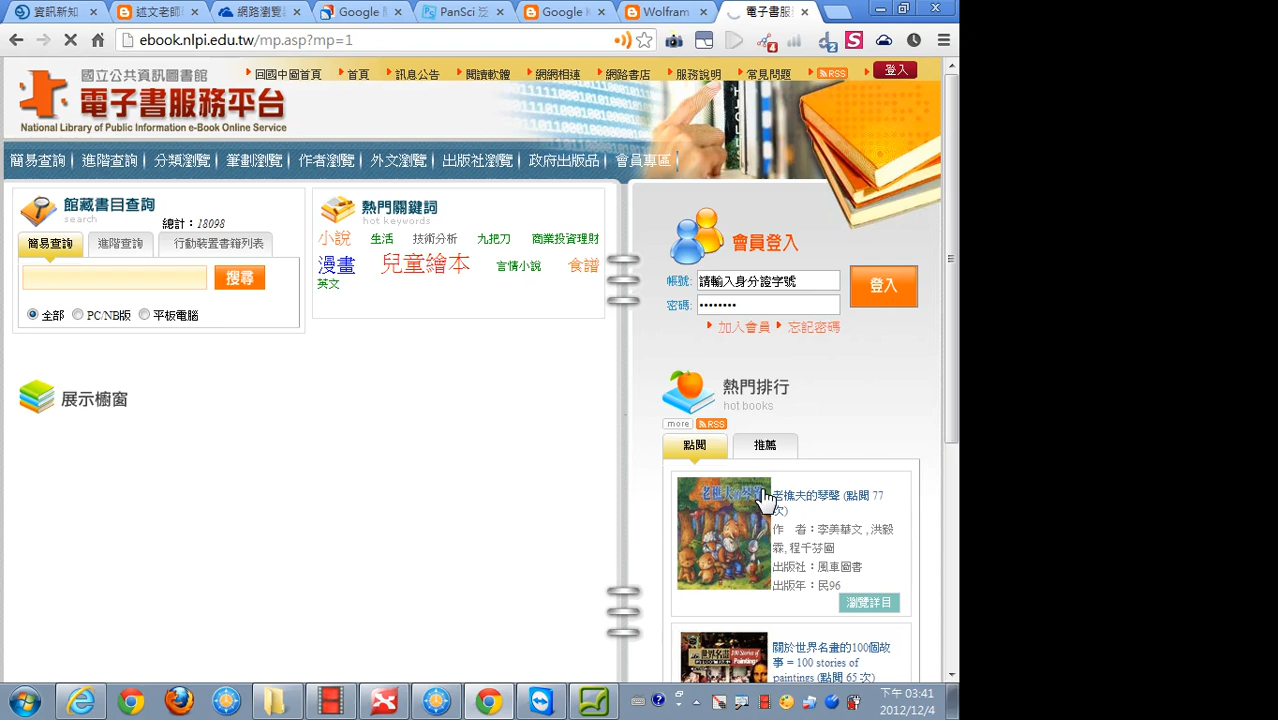 資訊新知
述文老師
網路瀏覽
Google
PanSci 泛
Google
Wolfram
電子書服
ebook.nlpi.edu.tw/mp.asp?mp=1
國立公共資訊圖書館
電子書服務平台
National Library of Public Information e-Book Online Service
回國中圖首頁 首頁 訊息公告 閱讀軟體 網網相連 網路書店 服務說明 常見問題 RSS 登入
簡易查詢 進階查詢 分類瀏覽 筆劃瀏覽 作者瀏覽 外文瀏覽 出版社瀏覽 政府出版品 會員專區
館藏書目查詢
search
總計：18098
簡易查詢 進階查詢 行動裝置書籍列表
搜尋
全部 PC/NB版 平板電腦
熱門關鍵詞
hot keywords
小說 生活 技術分析 九把刀 商業投資理財
漫畫 兒童繪本 言情小說 食譜
英文
展示櫥窗
會員登入
帳號: 請輸入身分證字號
密碼: ••••••••
登入
加入會員 忘記密碼
熱門排行
hot books
more RSS
點閱 推薦
老樵夫的琴聲 (點閱 77
次)
作 者：李美華文 , 洪毅
霖, 程千芬圖
出版社：風車圖書
出版年：民96
瀏覽詳目
關於世界名畫的100個故
事 = 100 stories of
paintings (點閱 65 次)
下午 03:41
2012/12/4